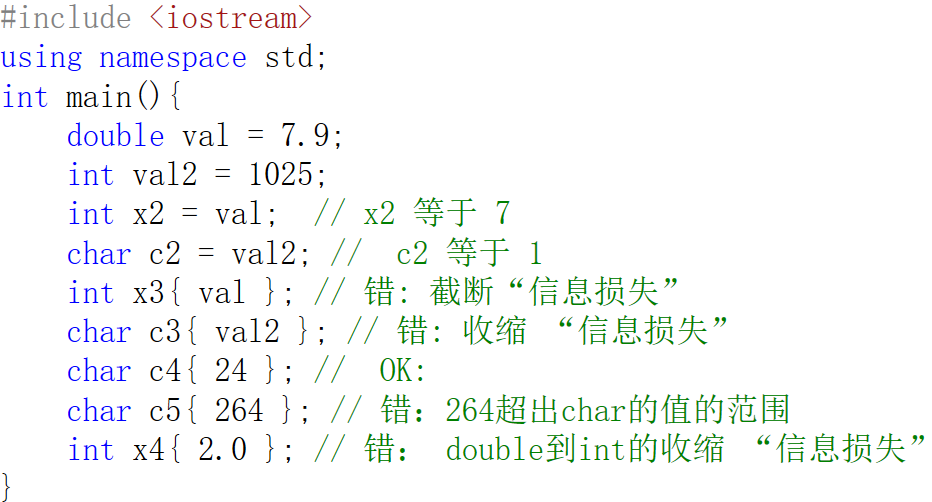 #include <iostream>
using namespace std;
int main(){
    double val = 7.9;
    int val2 = 1025;
    int x2 = val;  // x2 等于 7
    char c2 = val2; //  c2 等于 1
    int x3{ val }; // 错: 截断“信息损失”
    char c3{ val2 }; // 错: 收缩 “信息损失”
    char c4{ 24 }; //  OK:
    char c5{ 264 }; // 错：264超出char的值的范围
    int x4{ 2.0 }; // 错： double到int的收缩 “信息损失”
}